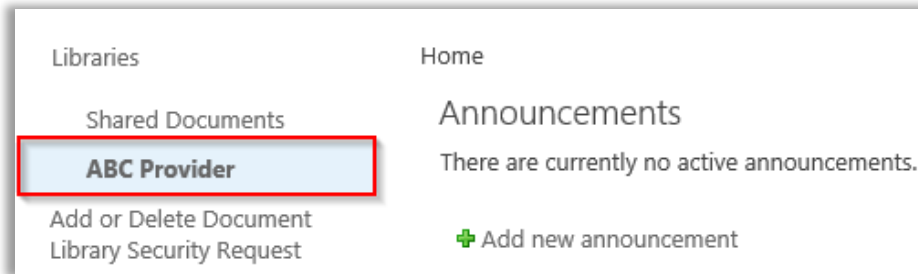 Libraries
Shared Documents
ABC Provider
Add or Delete Document
Library Security Request
Home
Announcements
There are currently no active announcements.
Add new announcement